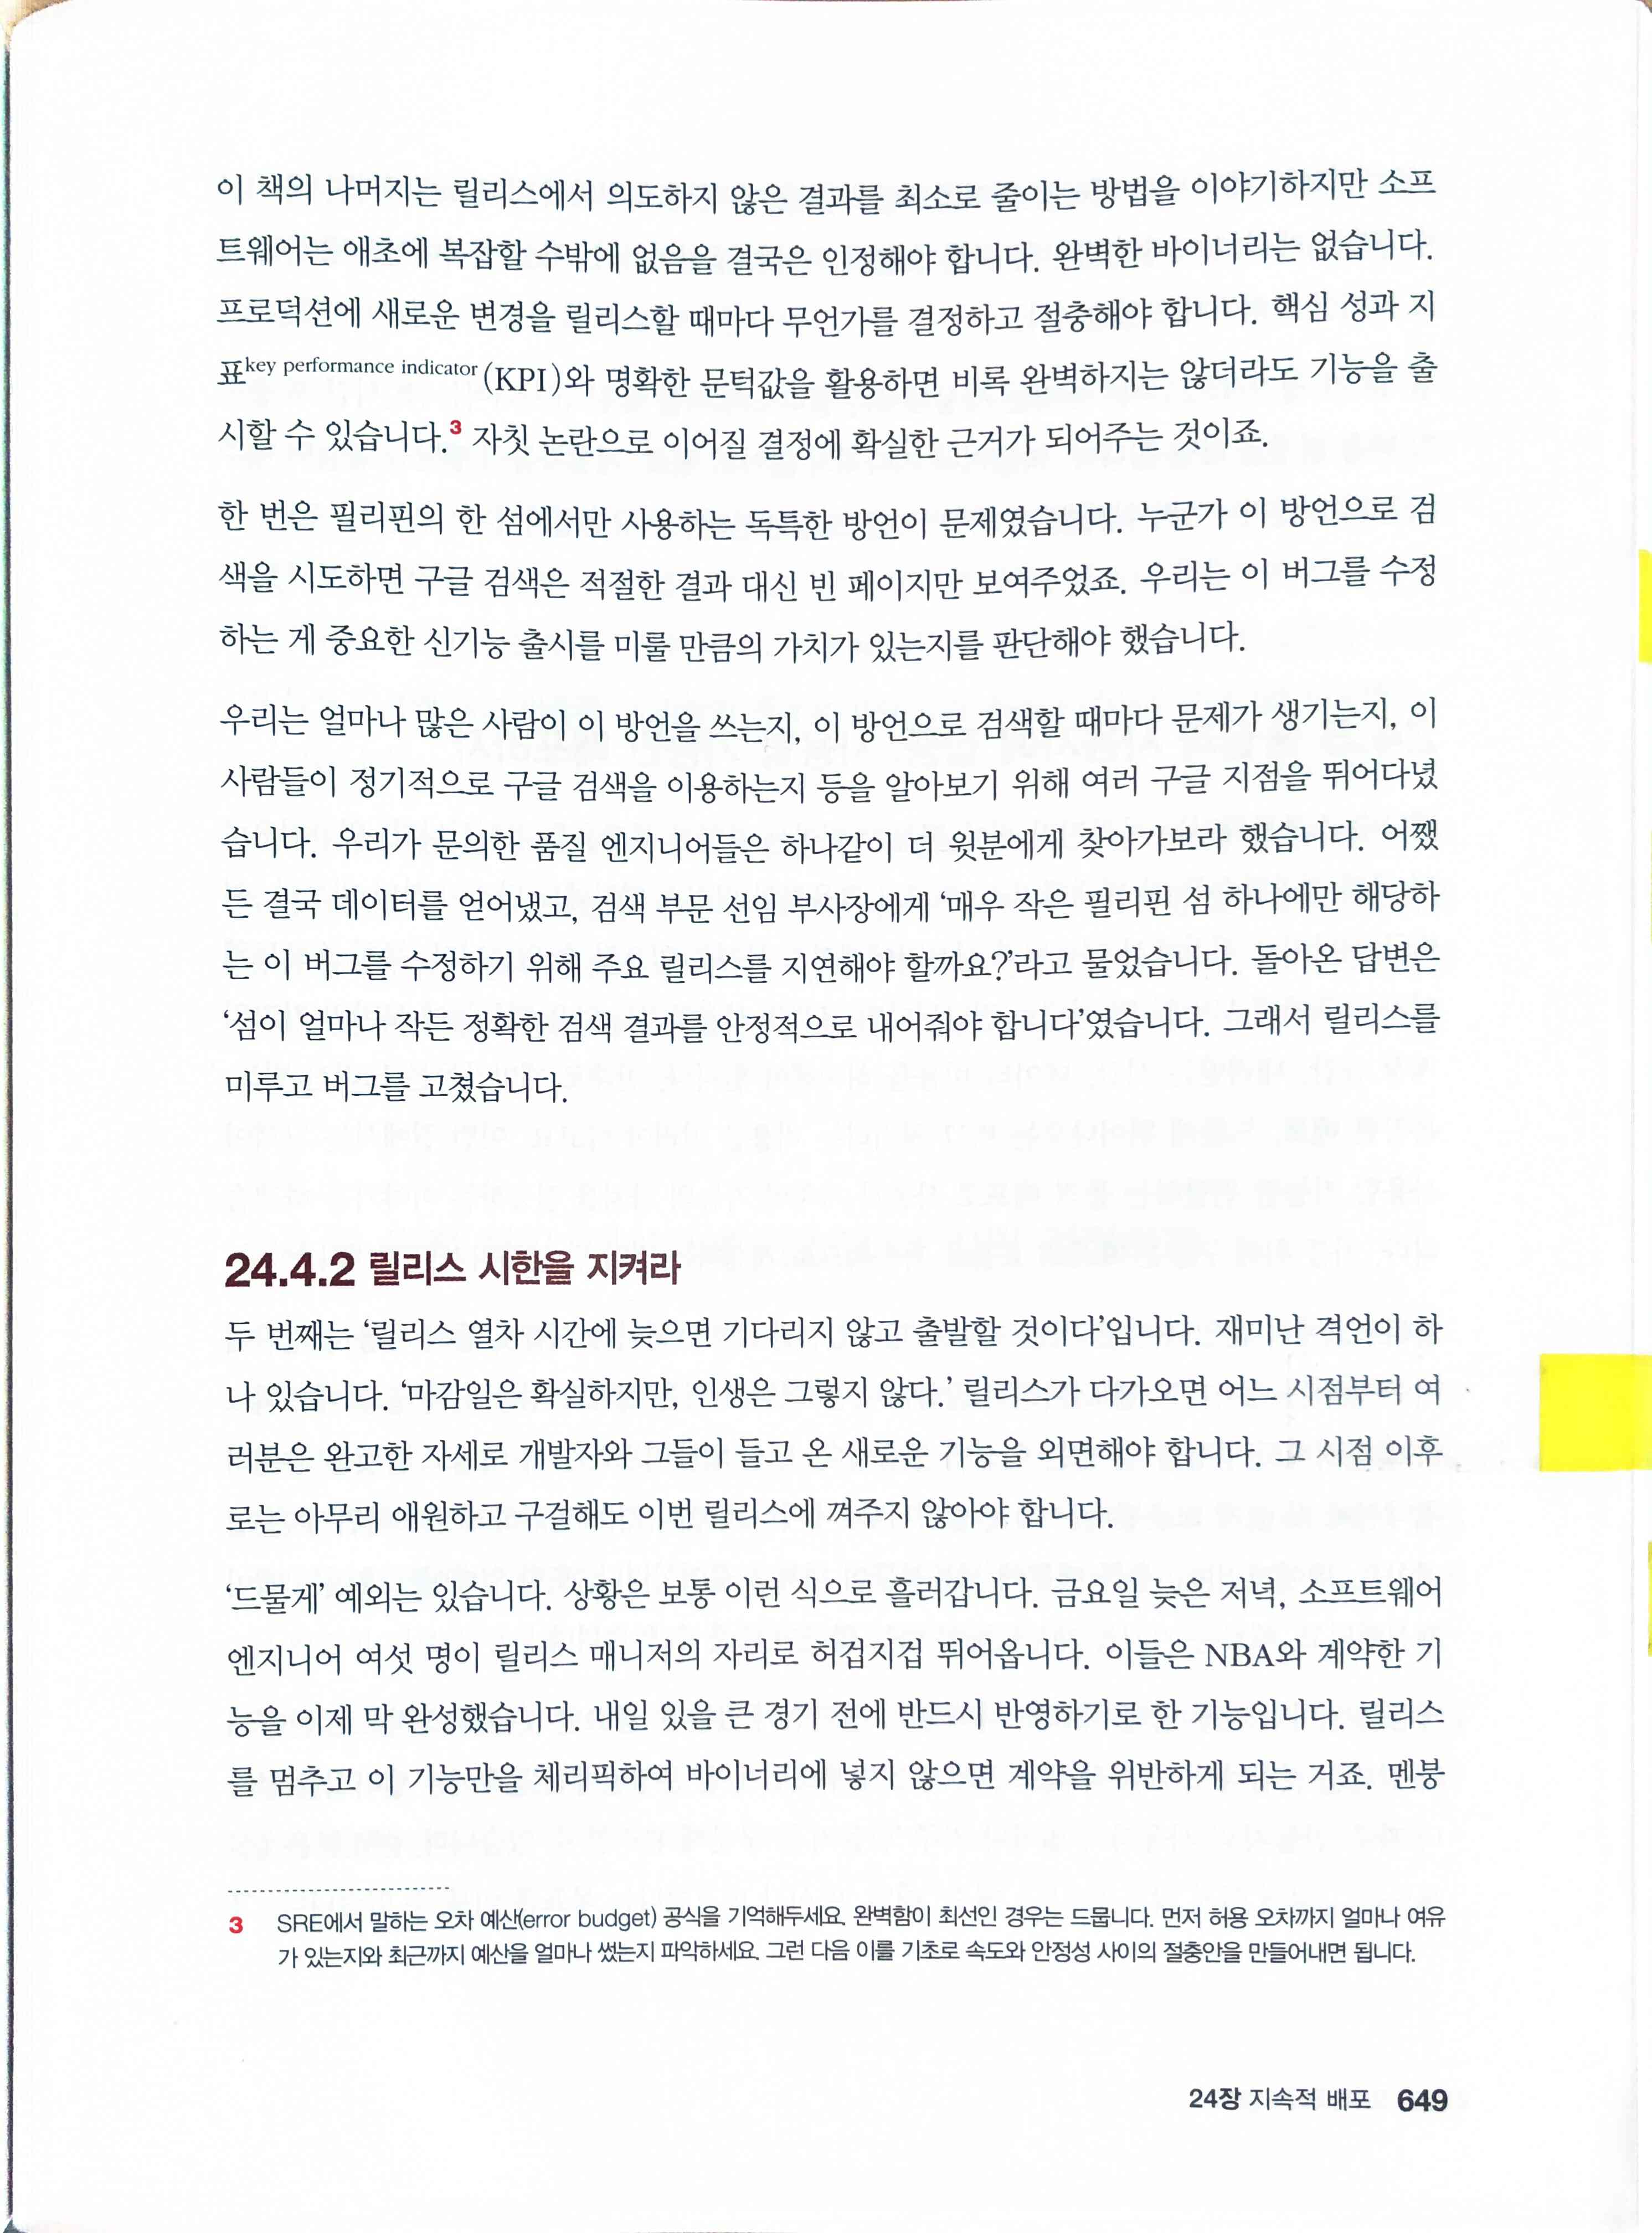 이 책의 나머지는 릴리스에서 의도하지 않은 결과를 최소로 줄이는 방법을 이야기하지만 소프
트웨어는 애초에 복잡할 수밖에 없음을 결국은 인정해야 합니다. 완벽한 바이너리는 없습니다.
프로덕션에 새로운 변경을 릴리스할 때마다 무언가를 결정하고 절충해야 합니다. 핵심 성과 지
표key performance indicator(KPI)와 명확한 문턱값을 활용하면 비록 완벽하지는 않더라도 기능을 출
시할 수 있습니다.3 자칫 논란으로 이어질 결정에 확실한 근거가 되어주는 것이죠.
한 번은 필리핀의 한 섬에서만 사용하는 독특한 방언이 문제였습니다. 누군가 이 방언으로 검
색을 시도하면 구글 검색은 적절한 결과 대신 빈 페이지만 보여주었죠. 우리는 이 버그를 수정
하는 게 중요한 신기능 출시를 미룰 만큼의 가치가 있는지를 판단해야 했습니다.
우리는 얼마나 많은 사람이 이 방언을 쓰는지, 이 방언으로 검색할 때마다 문제가 생기는지, 이
사람들이 정기적으로 구글 검색을 이용하는지 등을 알아보기 위해 여러 구글 지점을 뛰어다녔
습니다. 우리가 문의한 품질 엔지니어들은 하나같이 더 윗분에게 찾아가보라 했습니다. 어쨌
든 결국 데이터를 얻어냈고, 검색 부문 선임 부사장에게 ‘매우 작은 필리핀 섬 하나에만 해당하
는 이 버그를 수정하기 위해 주요 릴리스를 지연해야 할까요?’라고 물었습니다. 돌아온 답변은
‘섬이 얼마나 작든 정확한 검색 결과를 안정적으로 내어줘야 합니다’였습니다. 그래서 릴리스를
미루고 버그를 고쳤습니다.
24.4.2 릴리스 시한을 지켜라
두 번째는 ‘릴리스 열차 시간에 늦으면 기다리지 않고 출발할 것이다’입니다. 재미난 격언이 하
나 있습니다. ‘마감일은 확실하지만, 인생은 그렇지 않다.’ 릴리스가 다가오면 어느 시점부터 여
러분은 완고한 자세로 개발자와 그들이 들고 온 새로운 기능을 외면해야 합니다. 그 시점 이후
로는 아무리 애원하고 구걸해도 이번 릴리스에 껴주지 않아야 합니다.
‘드물게’ 예외는 있습니다. 상황은 보통 이런 식으로 흘러갑니다. 금요일 늦은 저녁, 소프트웨어
엔지니어 여섯 명이 릴리스 매니저의 자리로 허겁지겁 뛰어옵니다. 이들은 NBA와 계약한 기
능을 이제 막 완성했습니다. 내일 있을 큰 경기 전에 반드시 반영하기로 한 기능입니다. 릴리스
를 멈추고 이 기능만을 체리픽하여 바이너리에 넣지 않으면 계약을 위반하게 되는 거죠. 멘붕
3 SRE에서 말하는 오차 예산(error budget) 공식을 기억해두세요. 완벽함이 최선인 경우는 드뭅니다. 먼저 허용 오차까지 얼마나 여유
가 있는지와 최근까지 예산을 얼마나 썼는지 파악하세요. 그런 다음 이를 기초로 속도와 안정성 사이의 절충안을 만들어내면 됩니다.
24장 지속적 배포 649